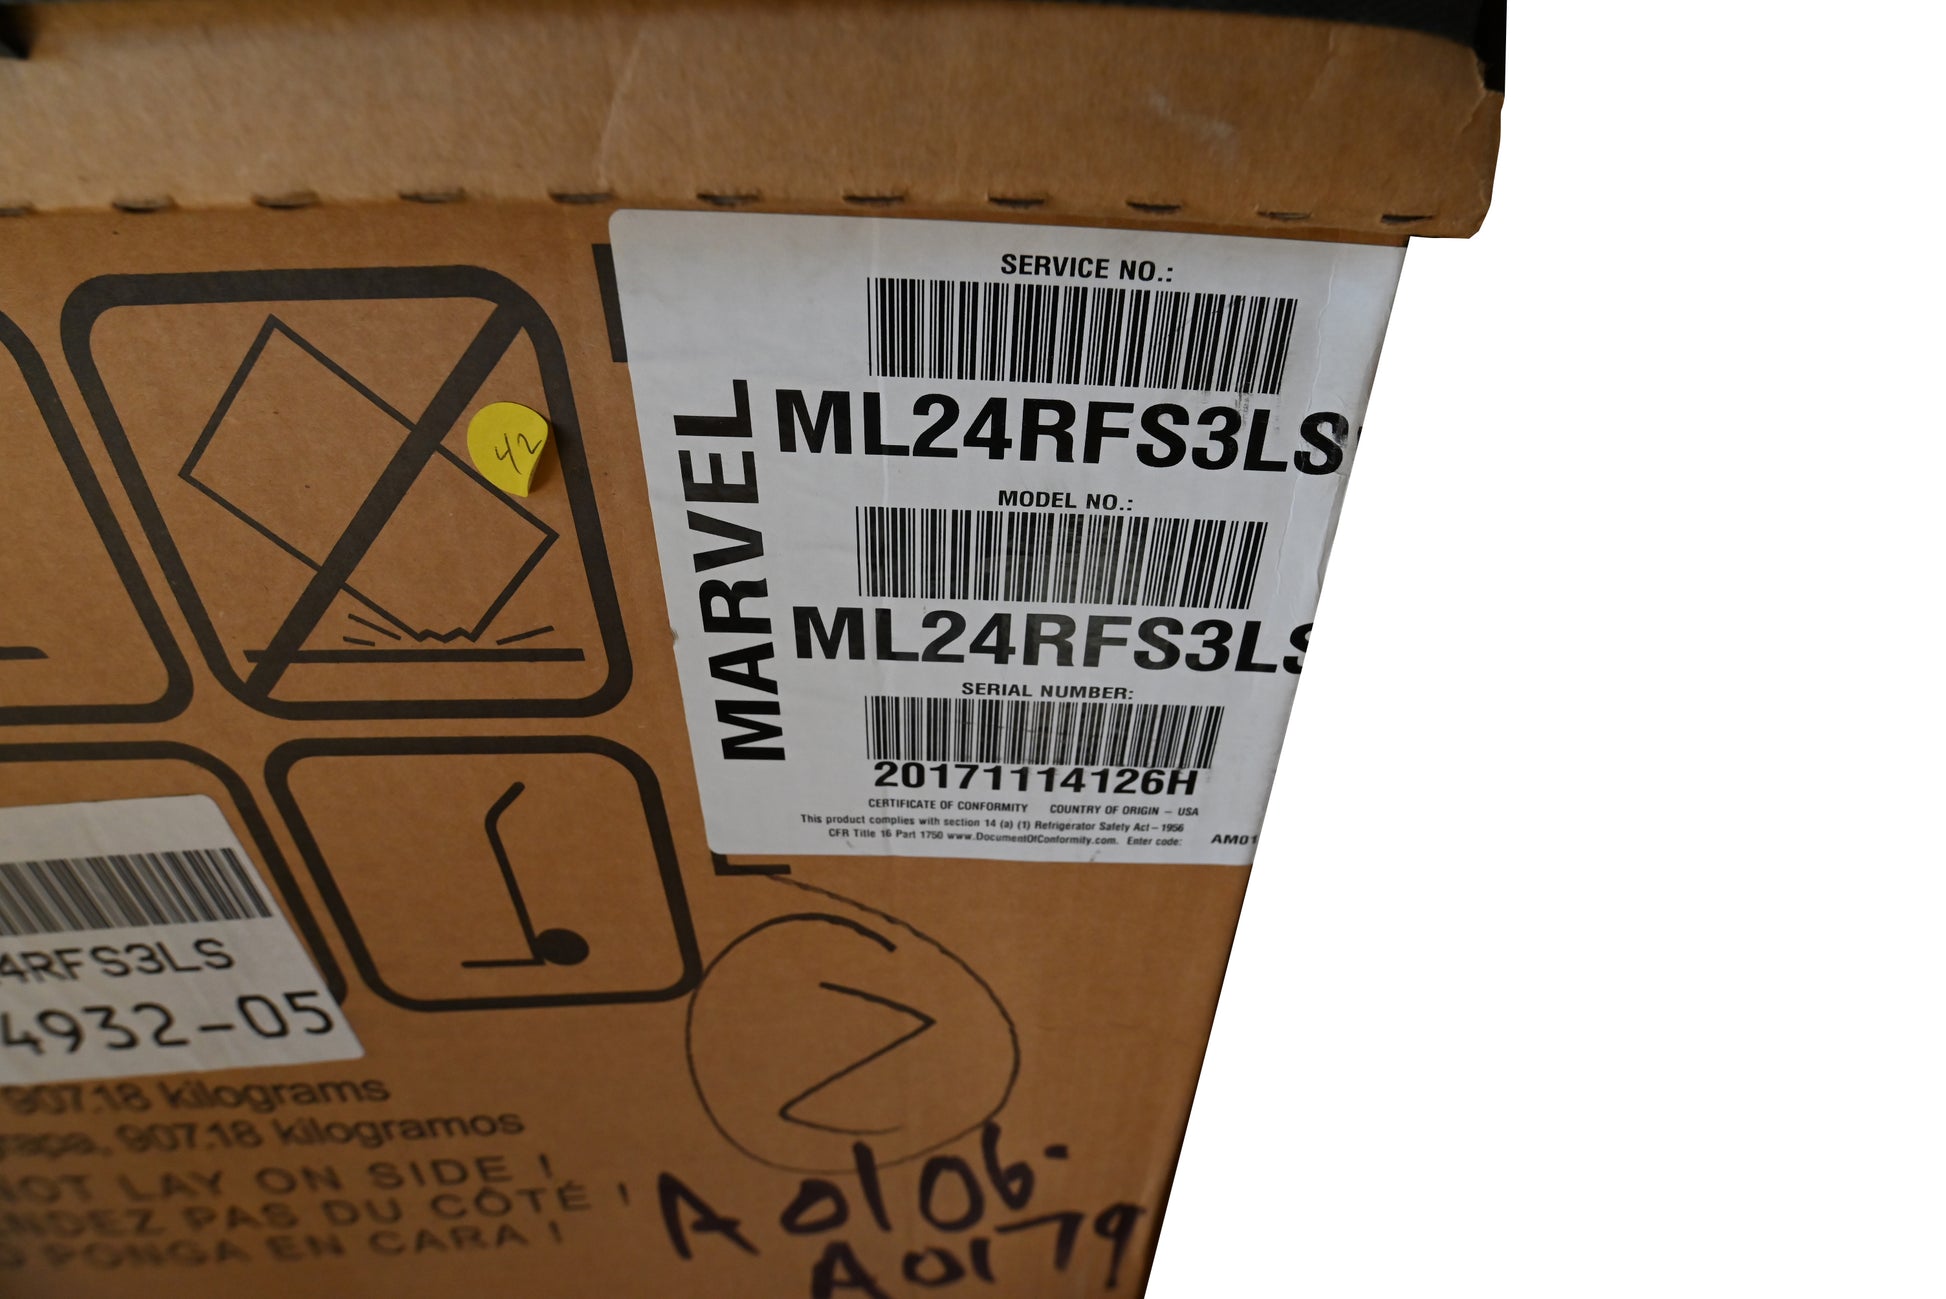 SERVICE NO.:
ML24RFS3LS
MARVEL
42
MODEL NO.:
ML24RFS3LS
SERIAL NUMBER:
20171114126H
CERTIFICATE OF CONFORMITY COUNTRY OF ORIGIN – USA
This product complies with section 14 (a) (1) Refrigerator Safety Act – 1956
CFR Title 16 Part 1750 www.DocumentOfConformity.com. Enter code: AM01
4RFS3LS
4932-05
907.18 kilograms
907.18 kilogramos
NOT LAY ON SIDE !
PAS DU CÔTÉ !
PONGA EN CARA !
A0106.
A0179